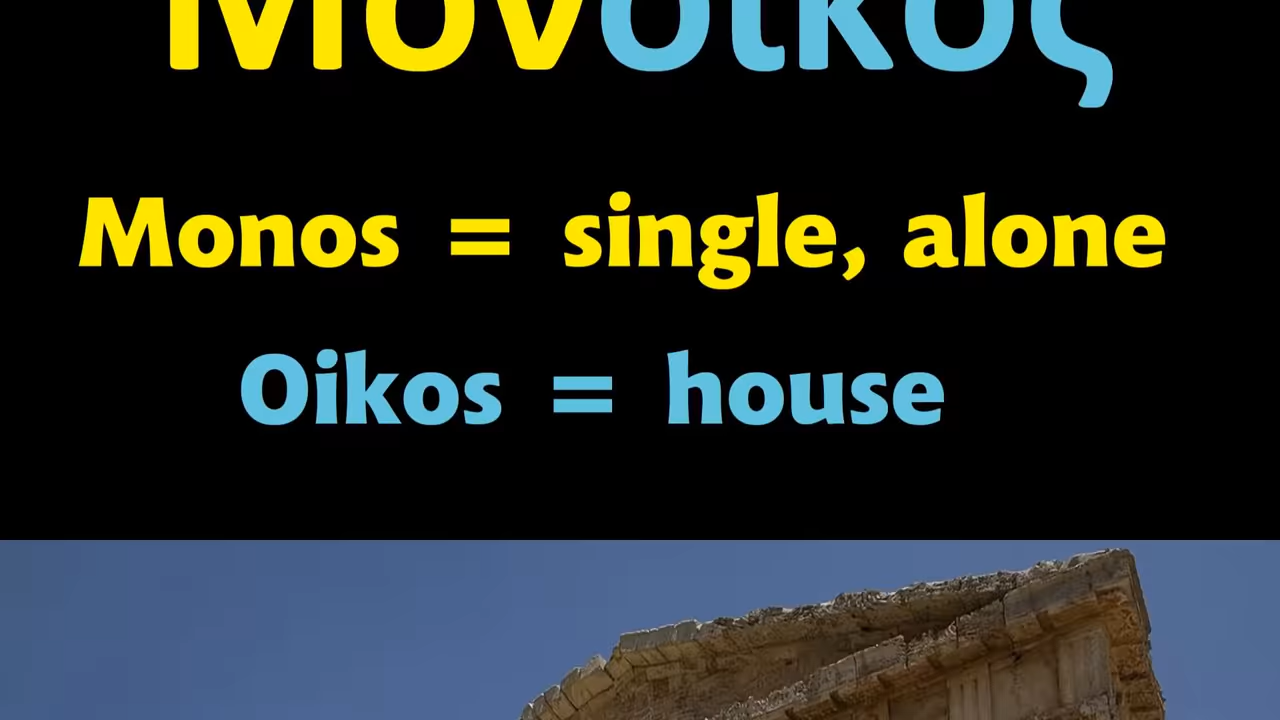 Μονοικος
Monos = single, alone
Oikos = house